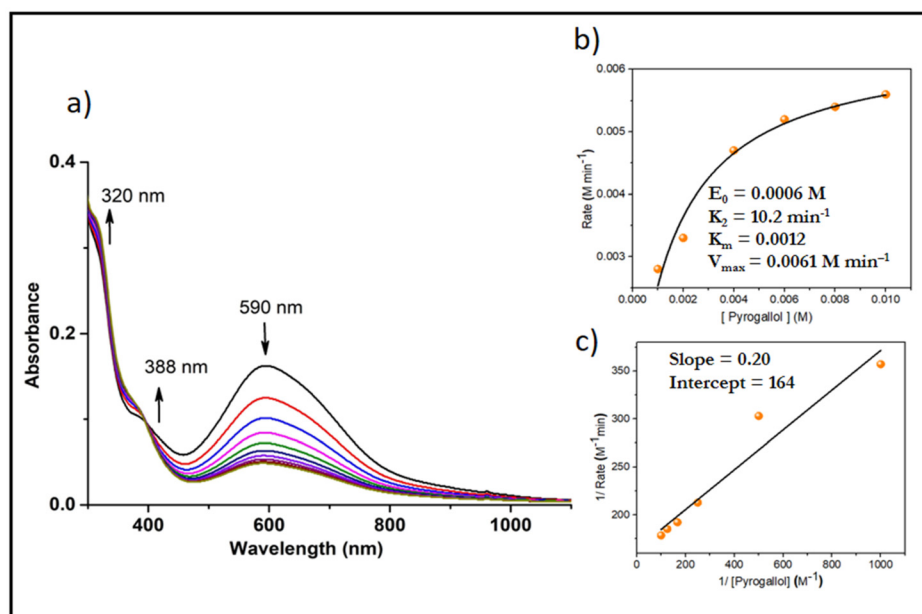 a)
320 nm
388 nm
590 nm
0.4
0.2
0.0
Absorbance
400
600
800
1000
Wavelength (nm)
b)
0.006
0.005
0.004
0.003
Rate (M min⁻¹)
E₀ = 0.0006 M
K₂ = 10.2 min⁻¹
Kₘ = 0.0012
Vₘₐₓ = 0.0061 M min⁻¹
0.000
0.002
0.004
0.006
0.008
0.010
[ Pyrogallol ] (M)
c)
Slope = 0.20
Intercept = 164
350
300
250
200
1/ Rate (M⁻¹min)
0
200
400
600
800
1000
1/ [Pyrogallol] (M⁻¹)